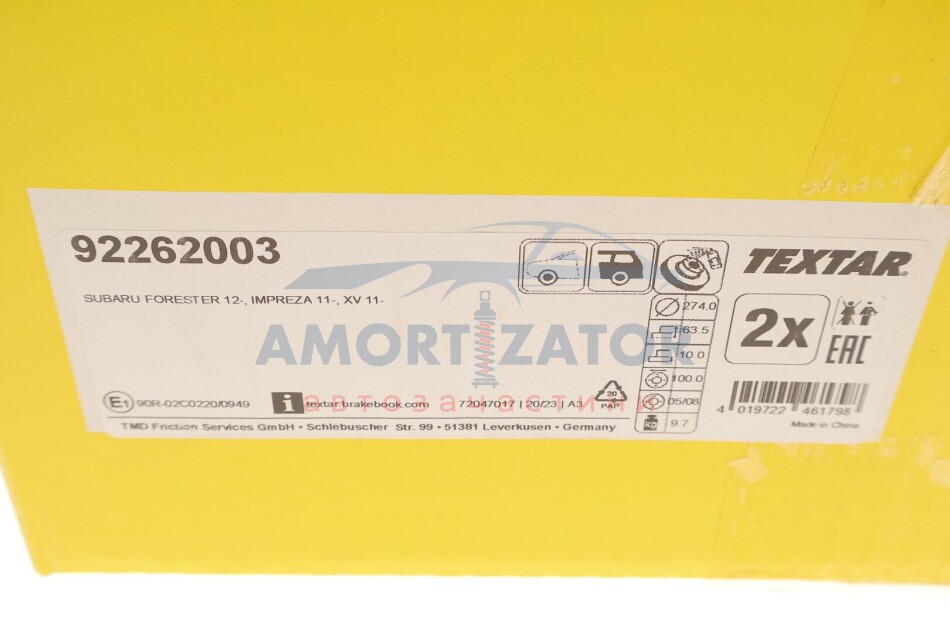 92262003
SUBARU FORESTER 12-, IMPREZA 11-, XV 11-
TEXTAR
274.0
63.5
10.0
100.0
05/08
Kg 9.7
2x
EAC
AMORTIZATOR
автозапчастини
E1 90R-02C0220/0949
i textar.brakebook.com
72047017 | 20/23 | A3
20
PAP
4 019722 461798
Made in China
TMD Friction Services GmbH • Schlebuscher Str. 99 • 51381 Leverkusen • Germany